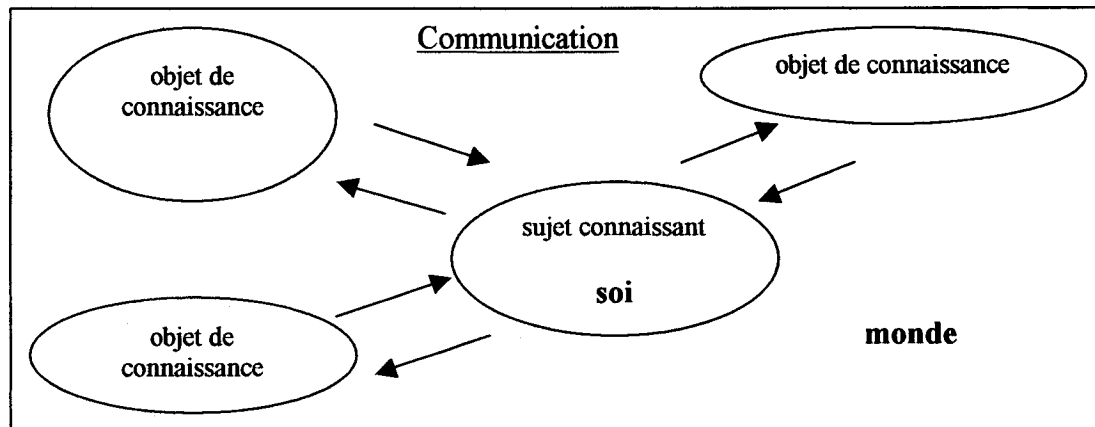 Communication
objet de
connaissance
objet de connaissance
sujet connaissant
soi
objet de
connaissance
monde